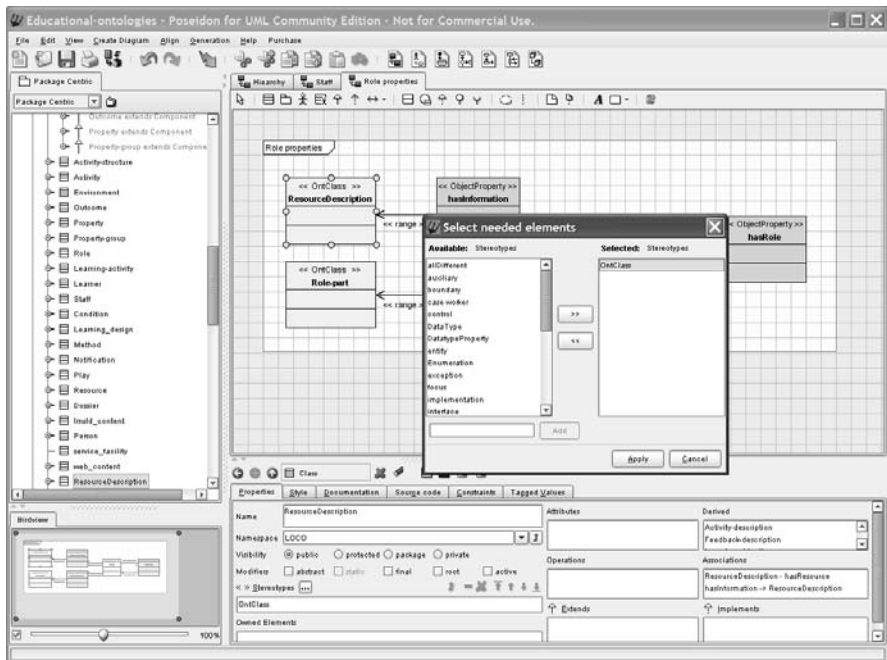 Educational-ontologies - Poseidon for UML Community Edition - Not for Commercial Use.
File Edit View Create Diagram Align Generation Help Purchase
Package Centric
Package Centric
Outcome extends Component
Property extends Component
Property-group extends Compone
Activity-structure
Activity
Environment
Outcome
Property
Property-group
Role
Learning-activity
Learner
Staff
Condition
Learning_design
Method
Notification
Play
Resource
Dossier
Imsld_content
Person
service_facility
web_content
ResourceDescription
Birdview
100%
Hierarchy Staff Role properties
A
Role properties
<< OntClass >>
ResourceDescription
<< ObjectProperty >>
hasInformation
<< range >
<< OntClass >>
Role-part
<< range >
< ObjectProperty >>
hasRole
Select needed elements
Available: Stereotypes
allDifferent
auxiliary
boundary
case worker
control
DataType
DatatypeProperty
entity
Enumeration
exception
focus
implementation
interface
>>
<<
Selected: Stereotypes
OntClass
Add
Apply Cancel
Class
Properties Style Documentation Source code Constraints Tagged Values
Name ResourceDescription
Namespace LOCO
Visibility public protected package private
Modifiers abstract static final root active
« » Stereotypes ...
OntClass
Owned Elements
Attributes
Operations
Extends
Derived
Activity-description
Feedback-description
Associations
ResourceDescription - hasResource
hasInformation -> ResourceDescription
Implements